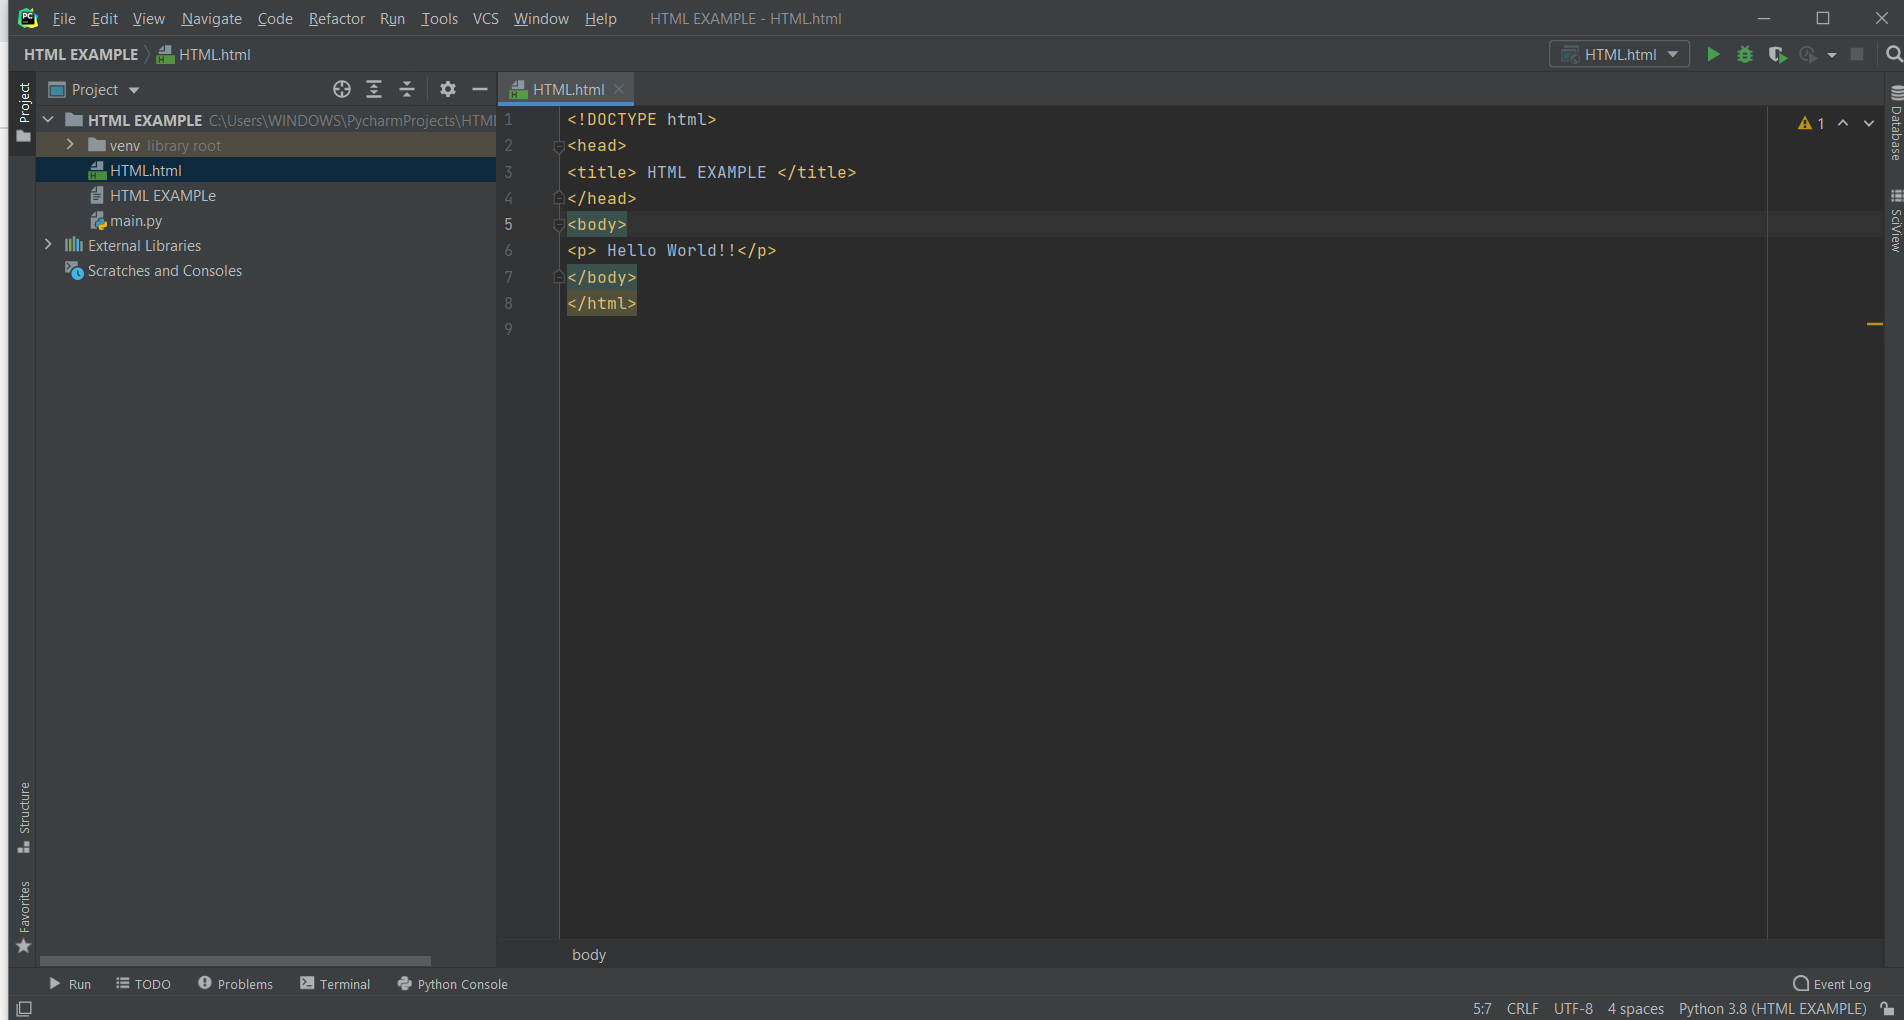 PC File Edit View Navigate Code Refactor Run Tools VCS Window Help HTML EXAMPLE - HTML.html
HTML EXAMPLE HTML.html HTML.html
Project
Project
HTML.html
HTML EXAMPLE C:\Users\WINDOWS\PycharmProjects\HTML
venv library root
HTML.html
HTML EXAMPLe
main.py
External Libraries
Scratches and Consoles
1 <!DOCTYPE html>
2 <head>
3 <title> HTML EXAMPLE </title>
4 </head>
5 <body>
6 <p> Hello World!!</p>
7 </body>
8 </html>
9
1
Database
SciView
Structure
Favorites
body
Run TODO Problems Terminal Python Console Event Log
5:7 CRLF UTF-8 4 spaces Python 3.8 (HTML EXAMPLE)